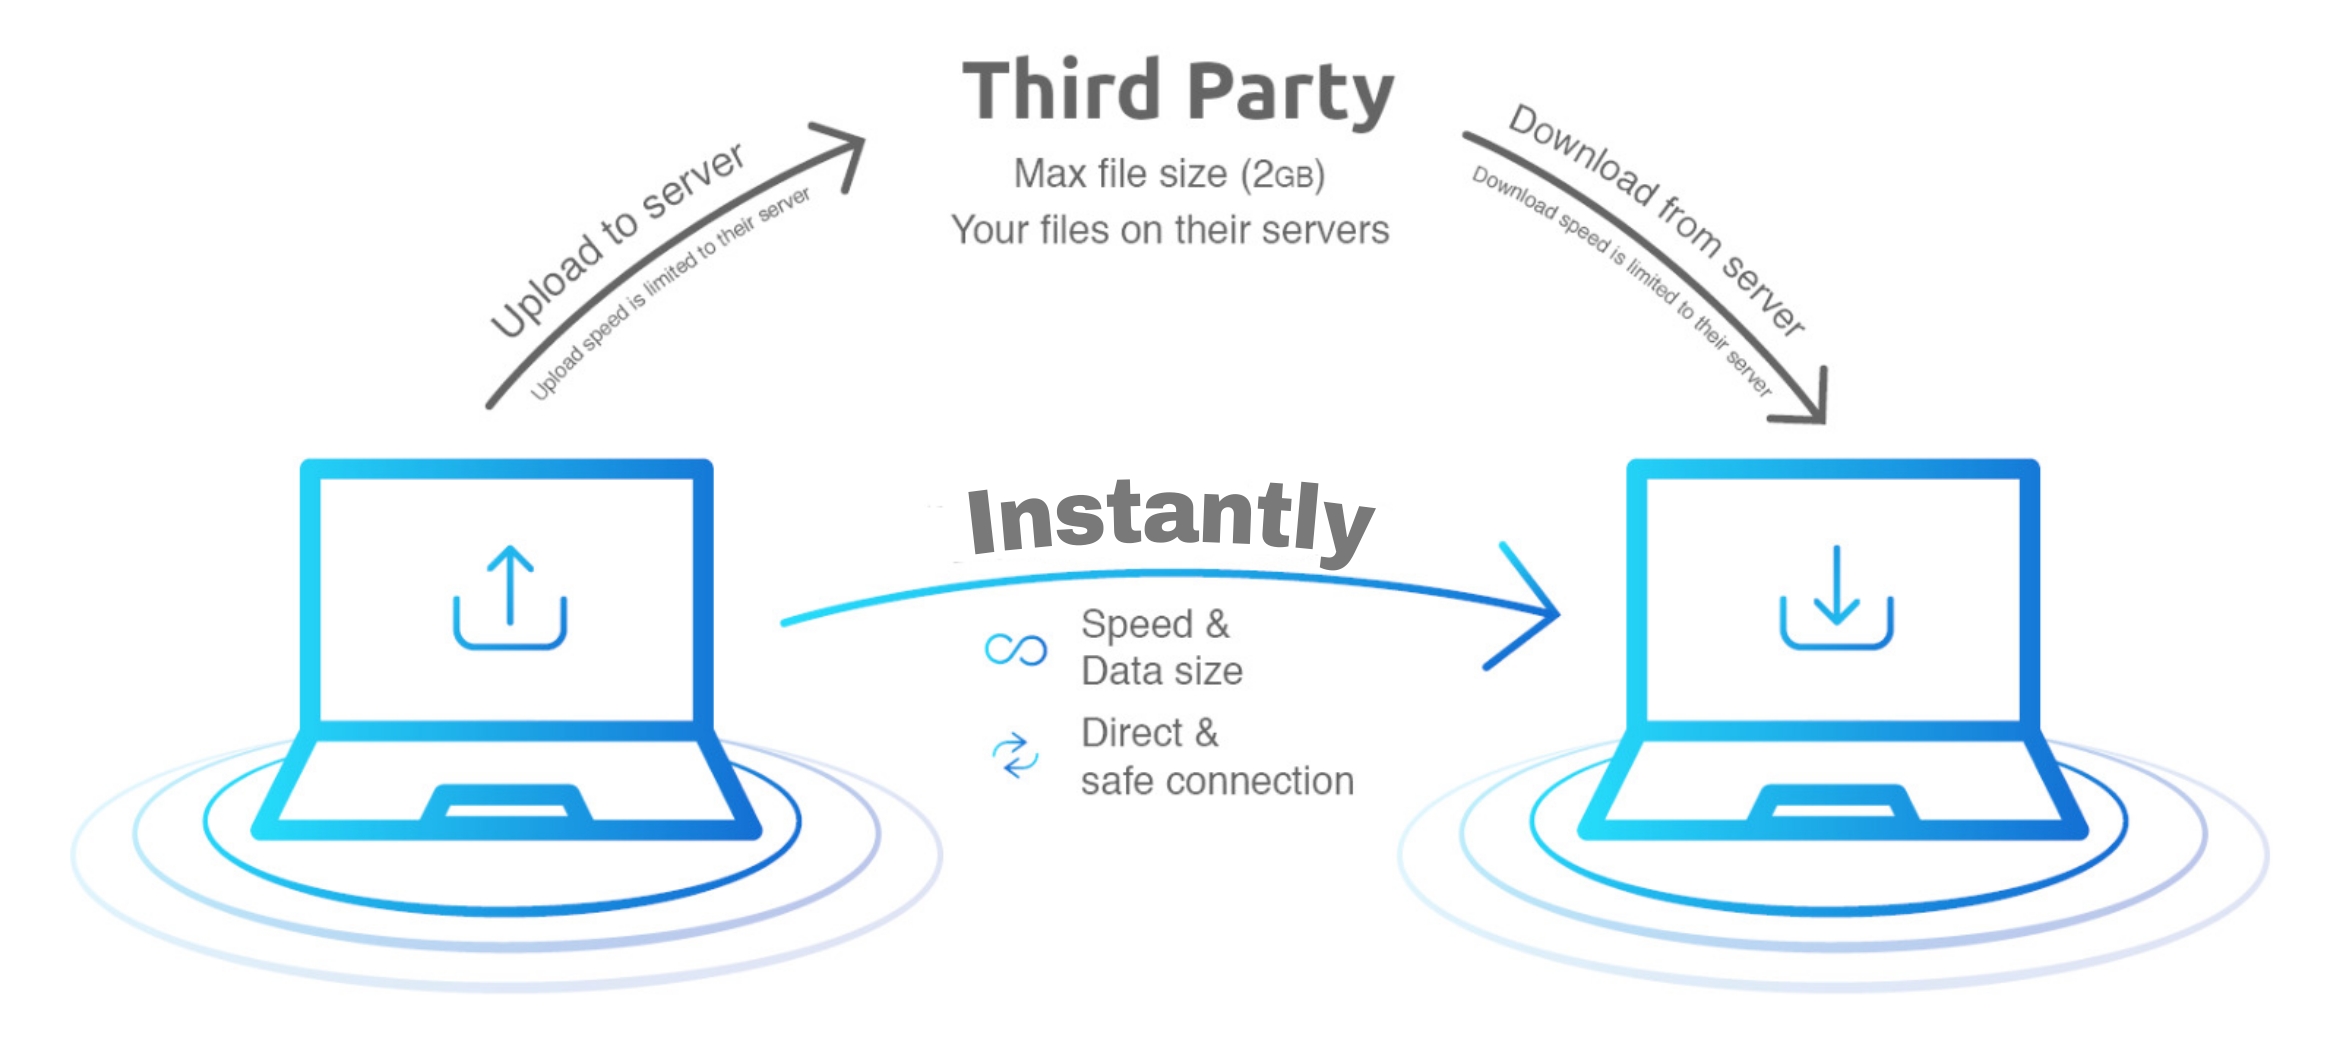 Third Party
Max file size (2GB)
Your files on their servers
Upload to server
Upload speed is limited to their server
Download from server
Download speed is limited to their server
Instantly
Speed &
Data size
Direct &
safe connection